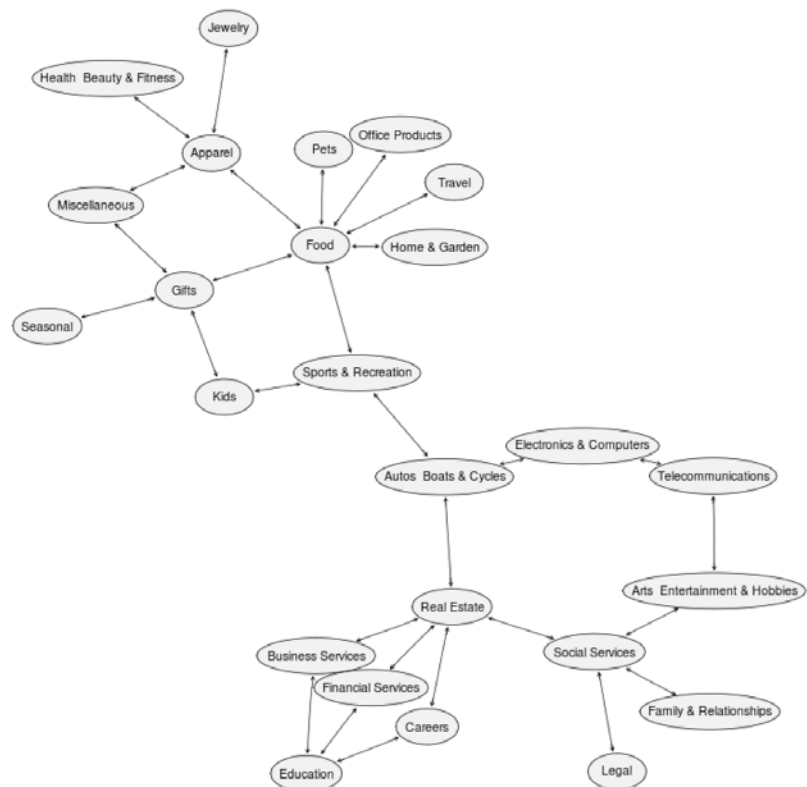 Jewelry
Health Beauty & Fitness
Office Products
Pets
Apparel
Travel
Miscellaneous
Food
Home & Garden
Gifts
Seasonal
Sports & Recreation
Kids
Electronics & Computers
Autos Boats & Cycles
Telecommunications
Arts Entertainment & Hobbies
Real Estate
Social Services
Business Services
Financial Services
Family & Relationships
Careers
Legal
Education